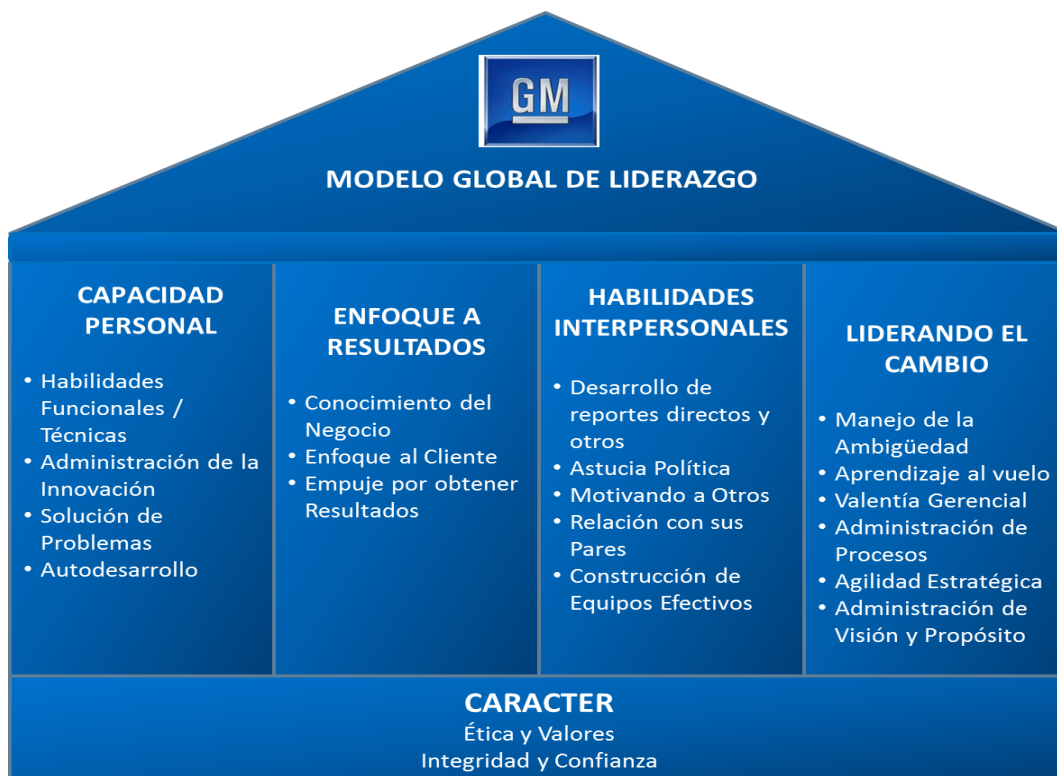 GM
MODELO GLOBAL DE LIDERAZGO
CAPACIDAD
PERSONAL
• Habilidades
Funcionales /
Técnicas
• Administración de la
Innovación
• Solución de
Problemas
• Autodesarrollo
ENFOQUE A
RESULTADOS
• Conocimiento del
Negocio
• Enfoque al Cliente
• Empuje por obtener
Resultados
HABILIDADES
INTERPERSONALES
• Desarrollo de
reportes directos y
otros
• Astucia Política
• Motivando a Otros
• Relación con sus
Pares
• Construcción de
Equipos Efectivos
LIDERANDO EL
CAMBIO
• Manejo de la
Ambigüedad
• Aprendizaje al vuelo
• Valentía Gerencial
• Administración de
Procesos
• Agilidad Estratégica
• Administración de
Visión y Propósito
CARACTER
Ética y Valores
Integridad y Confianza